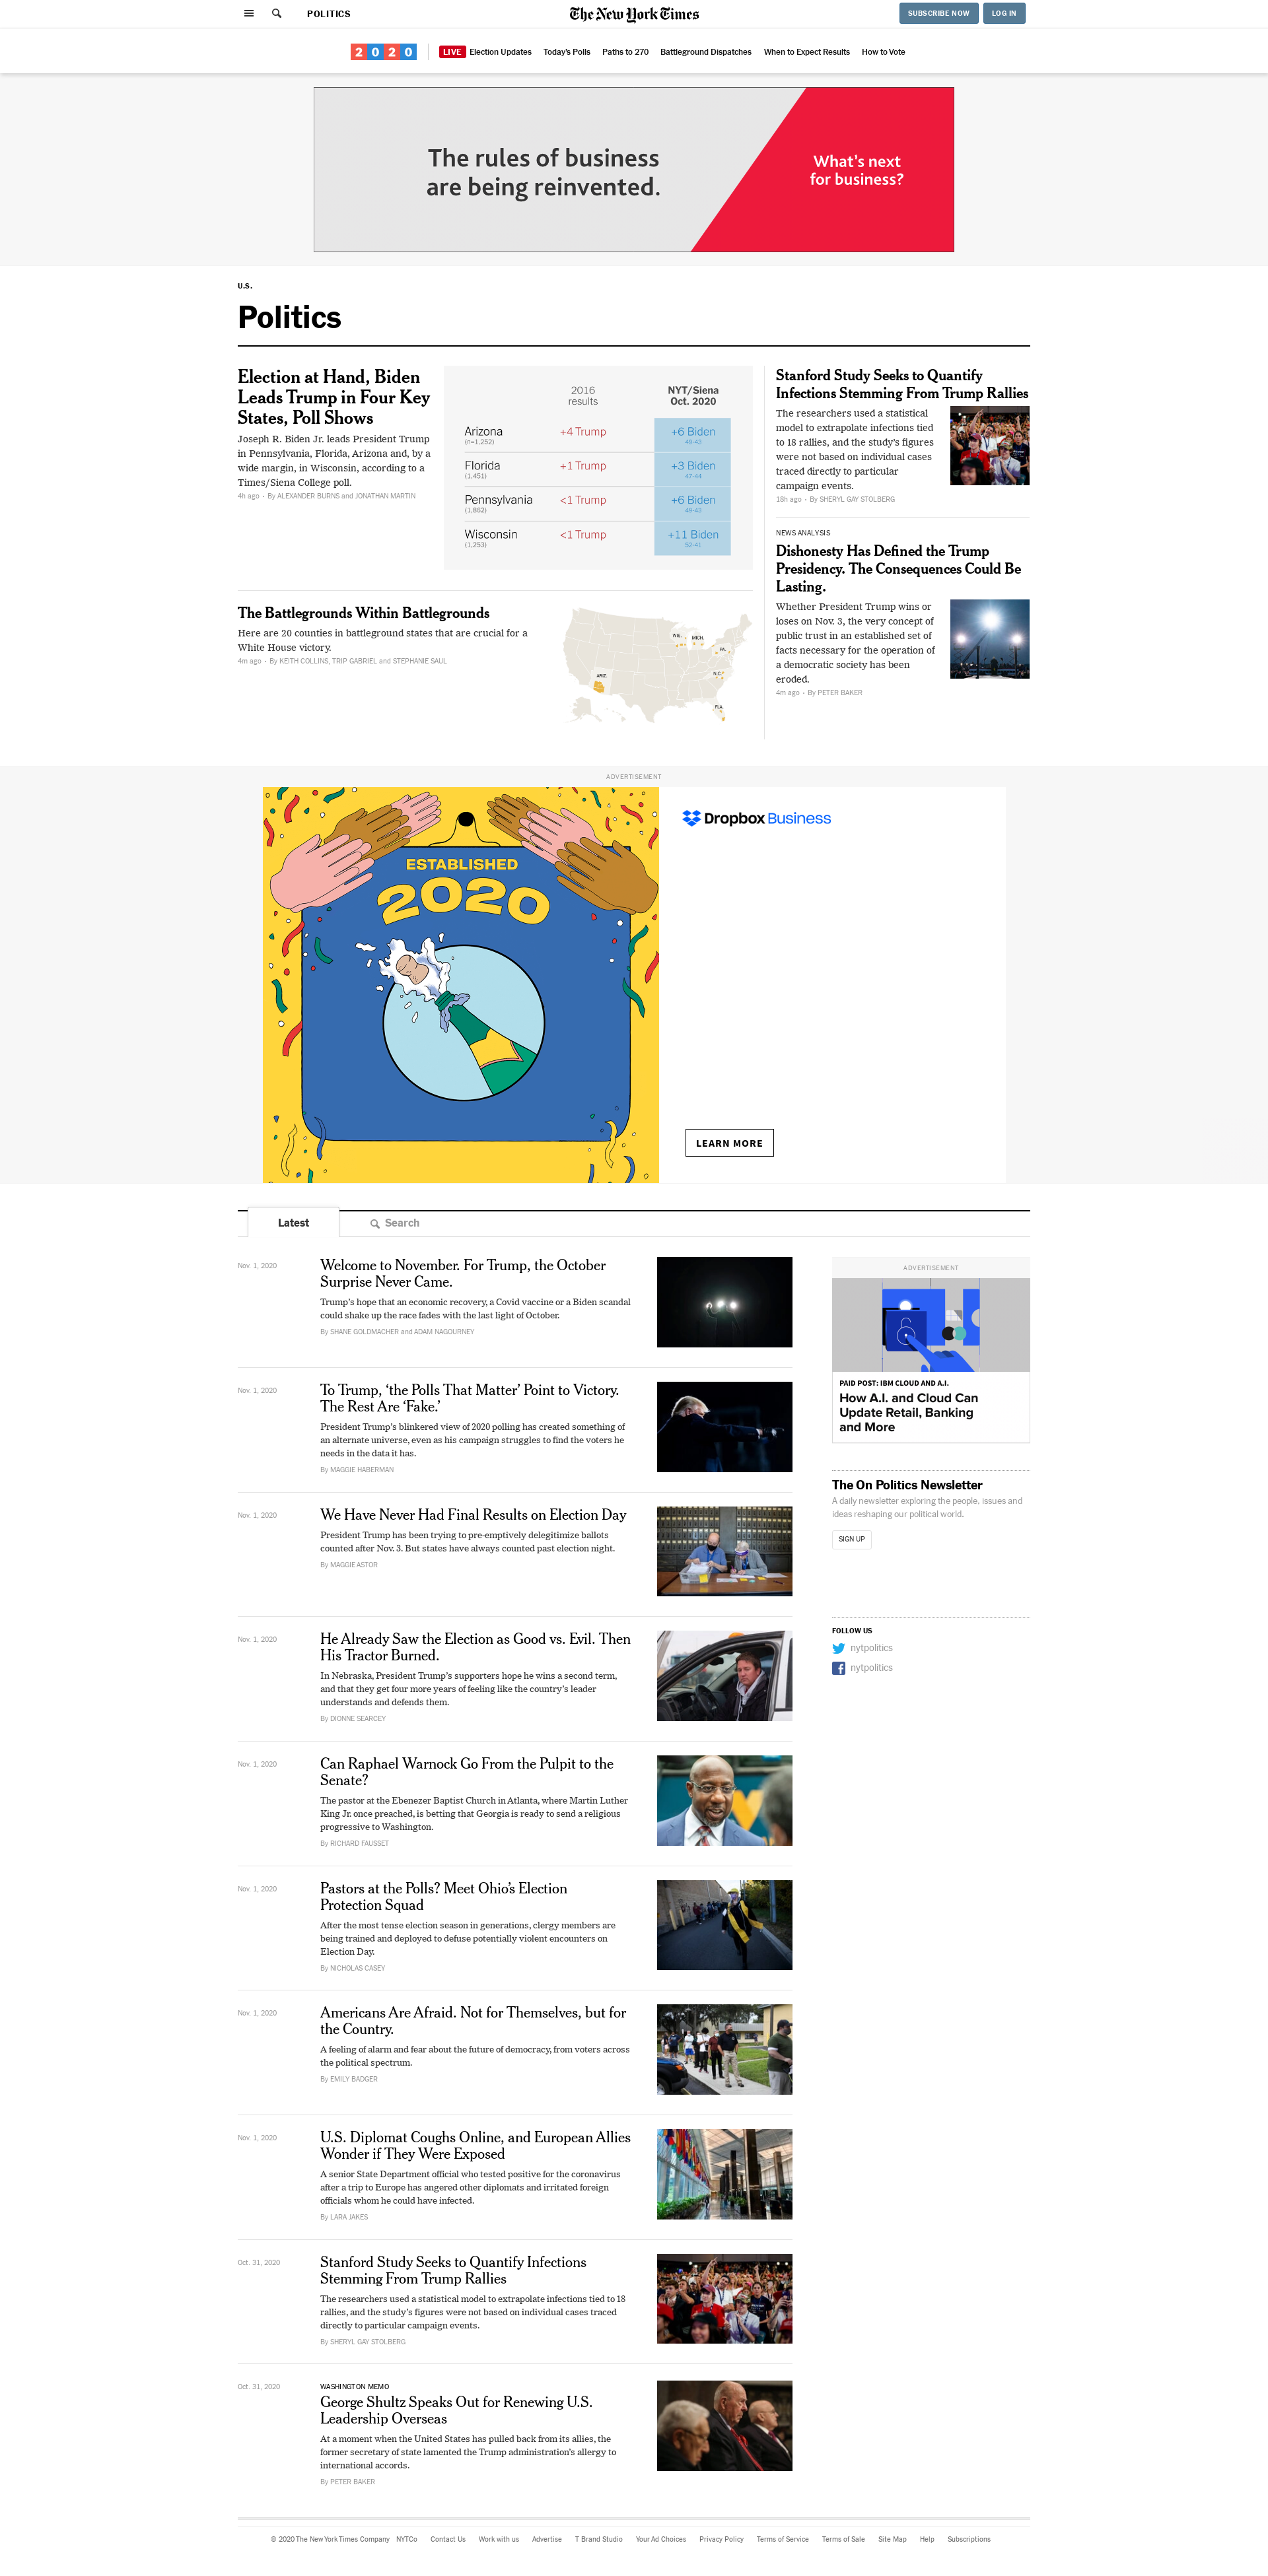 POLITICS
The New York Times
SUBSCRIBE NOW
LOG IN
2020
LIVE Election Updates Today's Polls Paths to 270 Battleground Dispatches When to Expect Results How to Vote
The rules of business
are being reinvented.
What's next
for business?
U.S.
Politics
Election at Hand, Biden
Leads Trump in Four Key
States, Poll Shows
Joseph R. Biden Jr. leads President Trump
in Pennsylvania, Florida, Arizona and, by a
wide margin, in Wisconsin, according to a
Times/Siena College poll.
4h ago · By ALEXANDER BURNS and JONATHAN MARTIN
2016
results
NYT/Siena
Oct. 2020
Arizona +4 Trump +6 Biden
(n=1,252) 49-43
Florida +1 Trump +3 Biden
(1,451) 47-44
Pennsylvania <1 Trump +6 Biden
(1,862) 49-43
Wisconsin <1 Trump +11 Biden
(1,253) 52-41
The Battlegrounds Within Battlegrounds
Here are 20 counties in battleground states that are crucial for a
White House victory.
4m ago · By KEITH COLLINS, TRIP GABRIEL and STEPHANIE SAUL
WIS.
MICH.
PA.
N.C.
ARIZ.
FLA.
Stanford Study Seeks to Quantify
Infections Stemming From Trump Rallies
The researchers used a statistical
model to extrapolate infections tied
to 18 rallies, and the study's figures
were not based on individual cases
traced directly to particular
campaign events.
18h ago · By SHERYL GAY STOLBERG
NEWS ANALYSIS
Dishonesty Has Defined the Trump
Presidency. The Consequences Could Be
Lasting.
Whether President Trump wins or
loses on Nov. 3, the very concept of
public trust in an established set of
facts necessary for the operation of
a democratic society has been
eroded.
4m ago · By PETER BAKER
ADVERTISEMENT
ESTABLISHED
2020
Dropbox Business
LEARN MORE
Latest
Search
Nov. 1, 2020
Welcome to November. For Trump, the October
Surprise Never Came.
Trump's hope that an economic recovery, a Covid vaccine or a Biden scandal
could shake up the race fades with the last light of October.
By SHANE GOLDMACHER and ADAM NAGOURNEY
Nov. 1, 2020
To Trump, ‘the Polls That Matter’ Point to Victory.
The Rest Are ‘Fake.’
President Trump's blinkered view of 2020 polling has created something of
an alternate universe, even as his campaign struggles to find the voters he
needs in the data it has.
By MAGGIE HABERMAN
Nov. 1, 2020
We Have Never Had Final Results on Election Day
President Trump has been trying to pre-emptively delegitimize ballots
counted after Nov. 3. But states have always counted past election night.
By MAGGIE ASTOR
Nov. 1, 2020
He Already Saw the Election as Good vs. Evil. Then
His Tractor Burned.
In Nebraska, President Trump's supporters hope he wins a second term,
and that they get four more years of feeling like the country's leader
understands and defends them.
By DIONNE SEARCEY
Nov. 1, 2020
Can Raphael Warnock Go From the Pulpit to the
Senate?
The pastor at the Ebenezer Baptist Church in Atlanta, where Martin Luther
King Jr. once preached, is betting that Georgia is ready to send a religious
progressive to Washington.
By RICHARD FAUSSET
Nov. 1, 2020
Pastors at the Polls? Meet Ohio's Election
Protection Squad
After the most tense election season in generations, clergy members are
being trained and deployed to defuse potentially violent encounters on
Election Day.
By NICHOLAS CASEY
Nov. 1, 2020
Americans Are Afraid. Not for Themselves, but for
the Country.
A feeling of alarm and fear about the future of democracy, from voters across
the political spectrum.
By EMILY BADGER
Nov. 1, 2020
U.S. Diplomat Coughs Online, and European Allies
Wonder if They Were Exposed
A senior State Department official who tested positive for the coronavirus
after a trip to Europe has angered other diplomats and irritated foreign
officials whom he could have infected.
By LARA JAKES
Oct. 31, 2020
Stanford Study Seeks to Quantify Infections
Stemming From Trump Rallies
The researchers used a statistical model to extrapolate infections tied to 18
rallies, and the study's figures were not based on individual cases traced
directly to particular campaign events.
By SHERYL GAY STOLBERG
Oct. 31, 2020
WASHINGTON MEMO
George Shultz Speaks Out for Renewing U.S.
Leadership Overseas
At a moment when the United States has pulled back from its allies, the
former secretary of state lamented the Trump administration's allergy to
international accords.
By PETER BAKER
ADVERTISEMENT
PAID POST: IBM CLOUD AND A.I.
How A.I. and Cloud Can
Update Retail, Banking
and More
The On Politics Newsletter
A daily newsletter exploring the people, issues and
ideas reshaping our political world.
SIGN UP
FOLLOW US
nytpolitics
nytpolitics
© 2020 The New York Times Company NYTCo Contact Us Work with us Advertise T Brand Studio Your Ad Choices Privacy Policy Terms of Service Terms of Sale Site Map Help Subscriptions